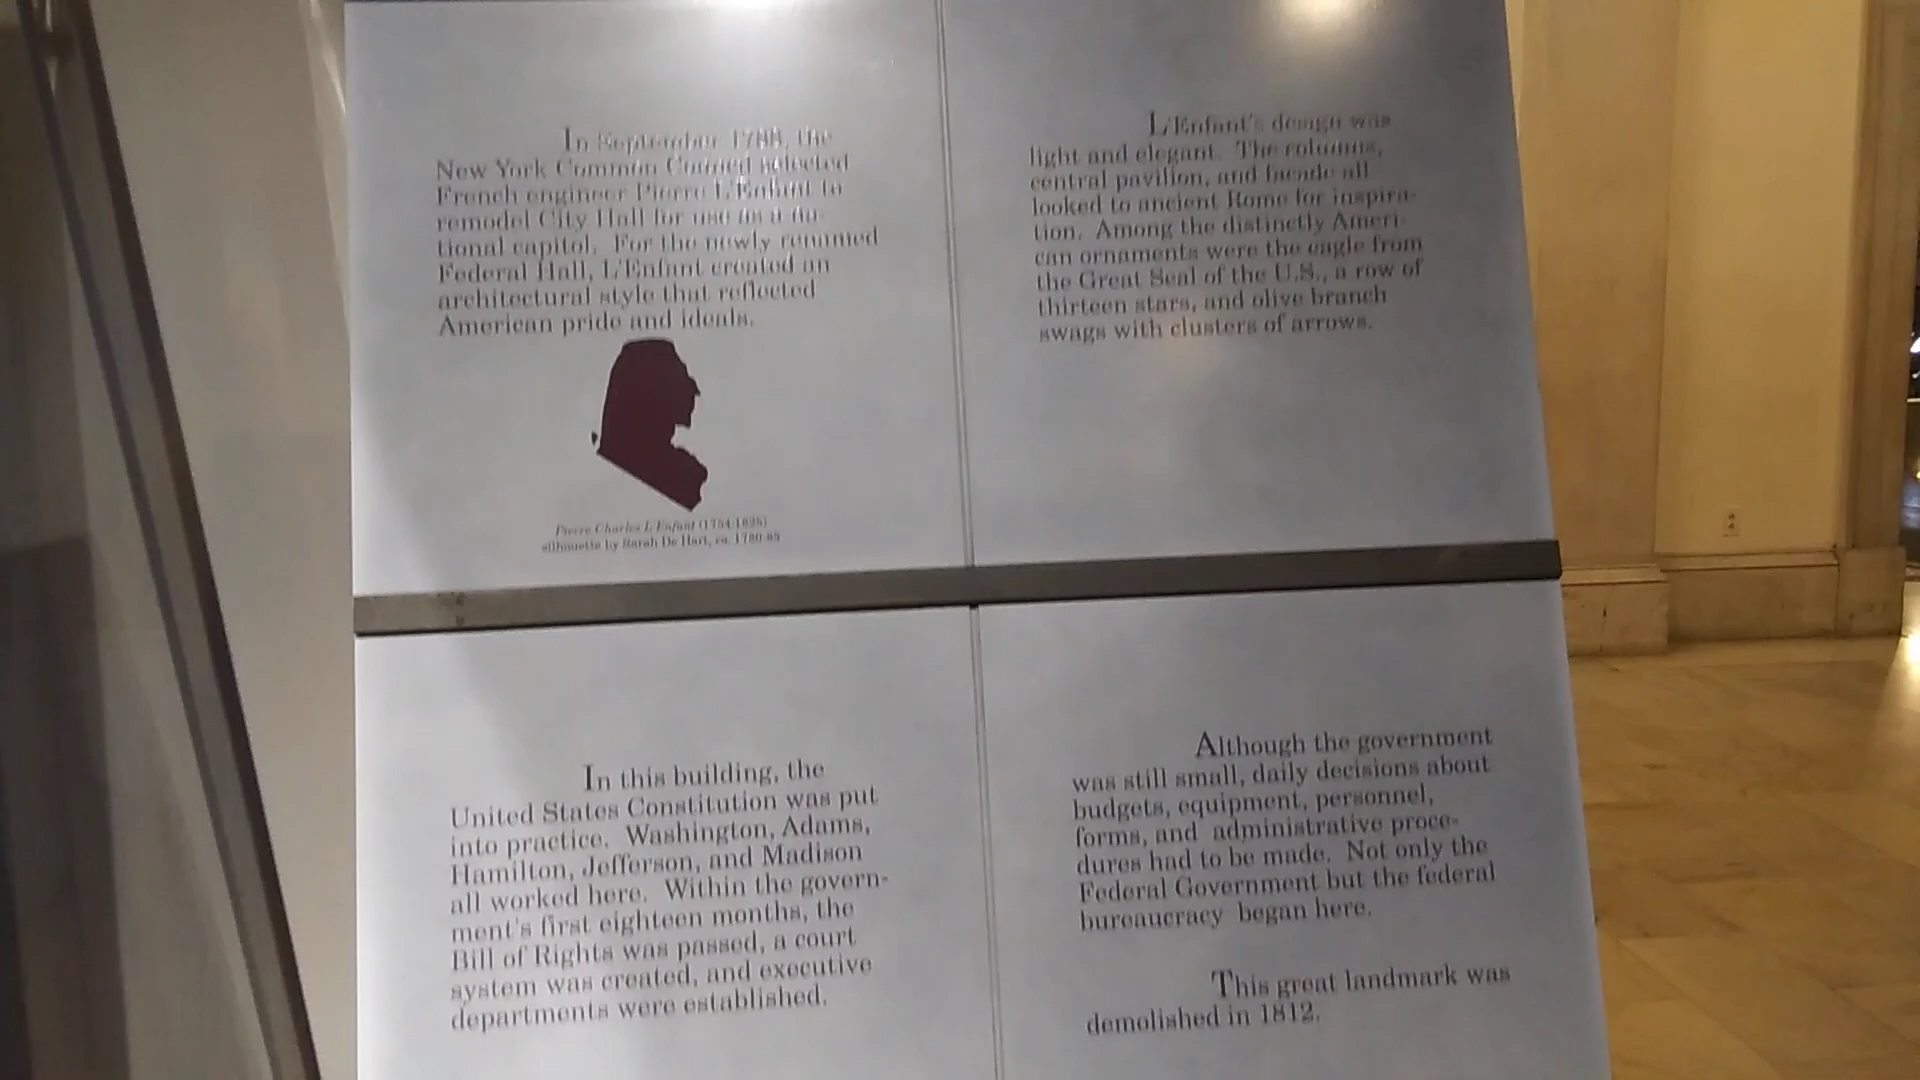 In September 1788, the
New York Common Council selected
French engineer Pierre L'Enfant to
remodel City Hall for use as a na-
tional capitol. For the newly renamed
Federal Hall, L'Enfant created an
architectural style that reflected
American pride and ideals.
Pierre Charles L'Enfant (1754-1825)
silhouette by Sarah De Hart, ca. 1780-85
L'Enfant's design was
light and elegant. The columns,
central pavilion, and facade all
looked to ancient Rome for inspira-
tion. Among the distinctly Ameri-
can ornaments were the eagle from
the Great Seal of the U.S., a row of
thirteen stars, and olive branch
swags with clusters of arrows.
In this building, the
United States Constitution was put
into practice. Washington, Adams,
Hamilton, Jefferson, and Madison
all worked here. Within the govern-
ment's first eighteen months, the
Bill of Rights was passed, a court
system was created, and executive
departments were established.
Although the government
was still small, daily decisions about
budgets, equipment, personnel,
forms, and administrative proce-
dures had to be made. Not only the
Federal Government but the federal
bureaucracy began here.
This great landmark was
demolished in 1812.